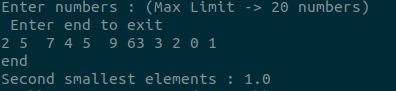 Enter numbers : (Max Limit -> 20 numbers)
 Enter end to exit
2 5  7 4 5  9 63 3 2 0 1
end
Second smallest elements : 1.0